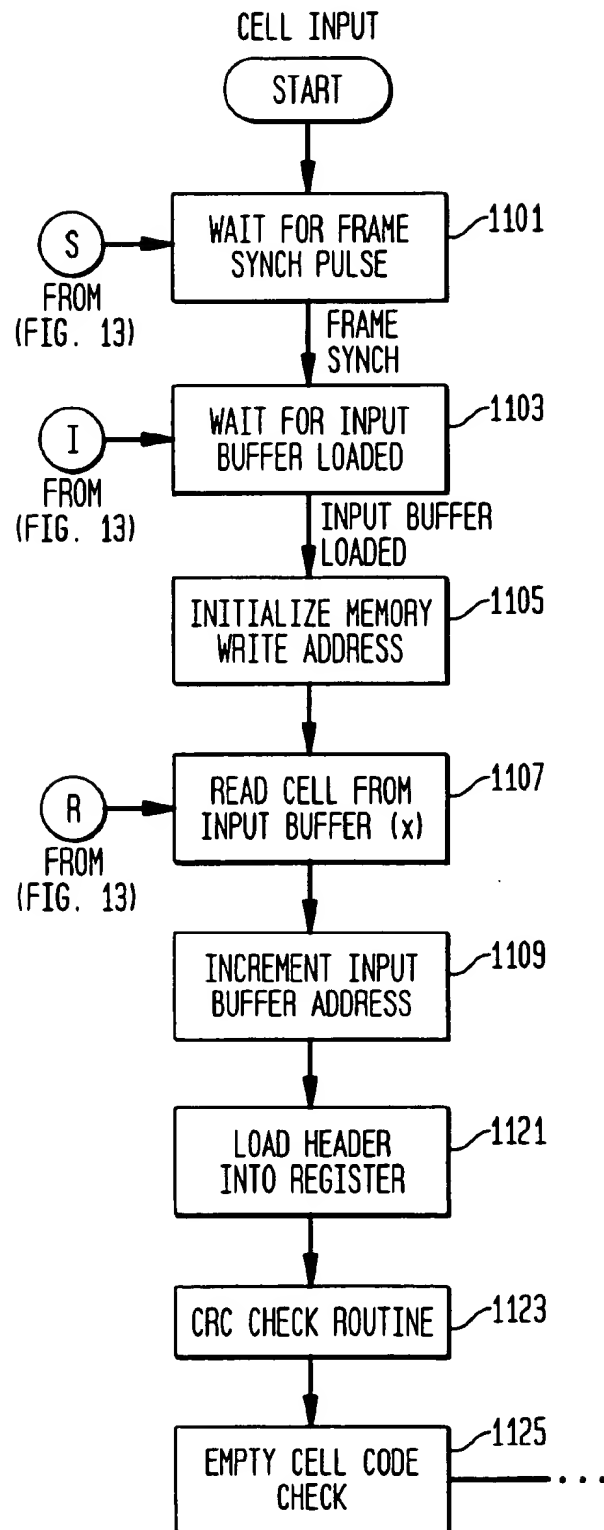 CELL INPUT
START
WAIT FOR FRAME
SYNCH PULSE
1101
S
FROM
(FIG. 13)
FRAME
SYNCH
WAIT FOR INPUT
BUFFER LOADED
1103
I
FROM
(FIG. 13)
INPUT BUFFER
LOADED
INITIALIZE MEMORY
WRITE ADDRESS
1105
READ CELL FROM
INPUT BUFFER (x)
1107
R
FROM
(FIG. 13)
INCREMENT INPUT
BUFFER ADDRESS
1109
LOAD HEADER
INTO REGISTER
1121
CRC CHECK ROUTINE
1123
EMPTY CELL CODE
CHECK
1125